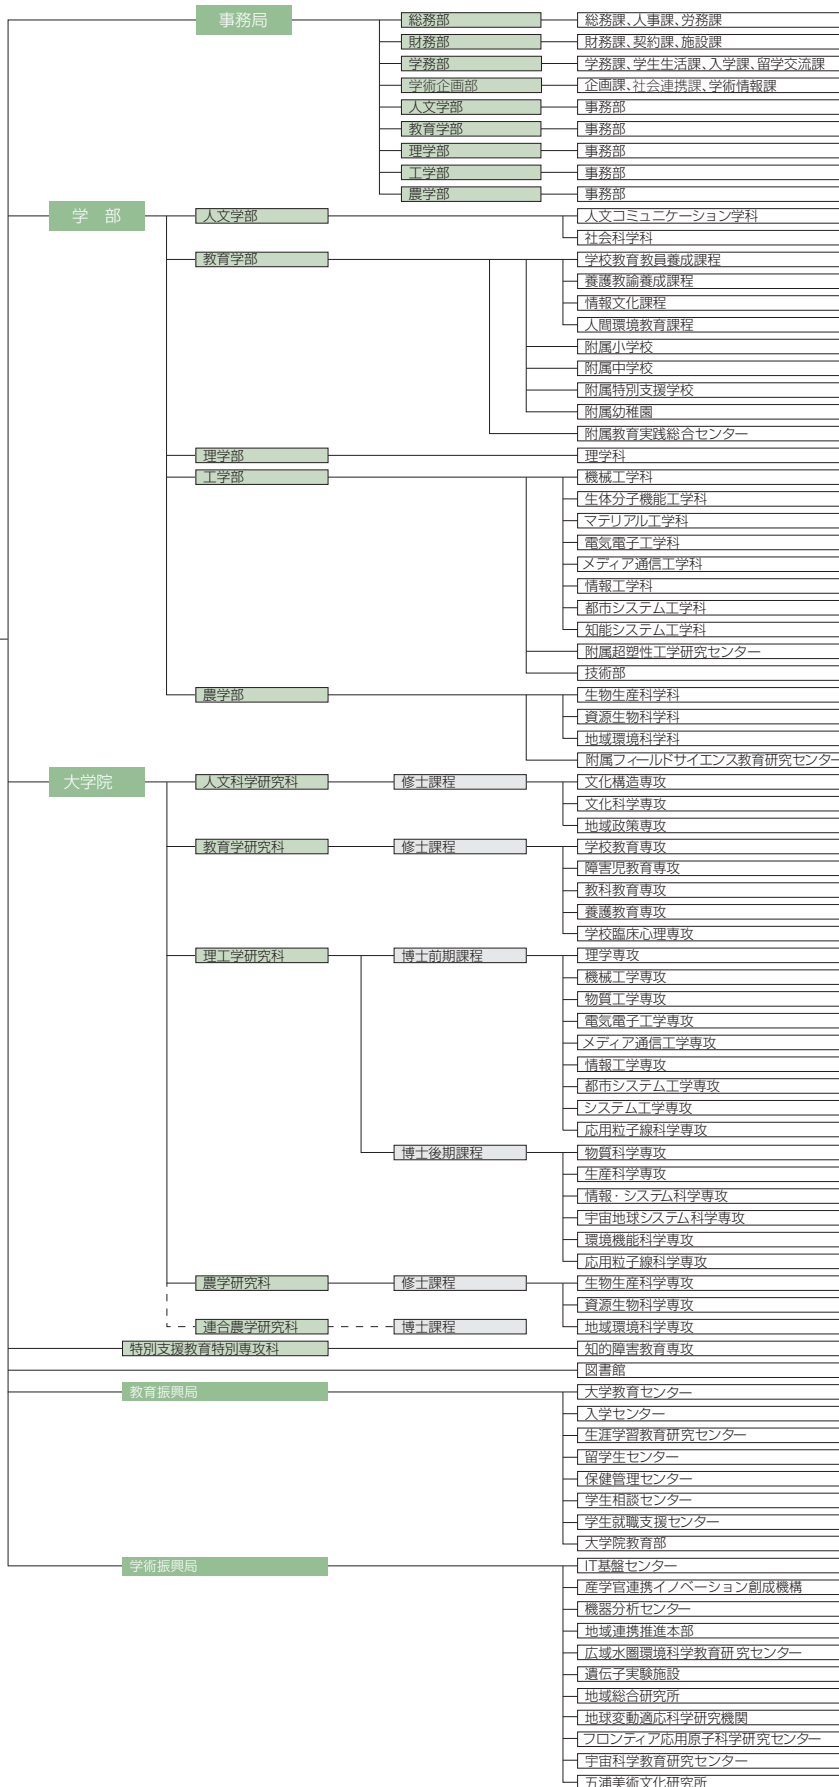 事務局
総務部 総務課、人事課、労務課
財務部 財務課、契約課、施設課
学務部 学務課、学生生活課、入学課、留学交流課
学術企画部 企画課、社会連携課、学術情報課
人文学部 事務部
教育学部 事務部
理学部 事務部
工学部 事務部
農学部 事務部
学 部
人文学部 人文コミュニケーション学科
社会科学科
教育学部 学校教育教員養成課程
養護教諭養成課程
情報文化課程
人間環境教育課程
附属小学校
附属中学校
附属特別支援学校
附属幼稚園
附属教育実践総合センター
理学部 理学科
工学部 機械工学科
生体分子機能工学科
マテリアル工学科
電気電子工学科
メディア通信工学科
情報工学科
都市システム工学科
知能システム工学科
附属超塑性工学研究センター
技術部
農学部 生物生産科学科
資源生物科学科
地域環境科学科
附属フィールドサイエンス教育研究センター
大学院
人文科学研究科 修士課程 文化構造専攻
文化科学専攻
地域政策専攻
教育学研究科 修士課程 学校教育専攻
障害児教育専攻
教科教育専攻
養護教育専攻
学校臨床心理専攻
理工学研究科 博士前期課程 理学専攻
機械工学専攻
物質工学専攻
電気電子工学専攻
メディア通信工学専攻
情報工学専攻
都市システム工学専攻
システム工学専攻
応用粒子線科学専攻
博士後期課程 物質科学専攻
生産科学専攻
情報・システム科学専攻
宇宙地球システム科学専攻
環境機能科学専攻
応用粒子線科学専攻
農学研究科 修士課程 生物生産科学専攻
資源生物科学専攻
連合農学研究科 博士課程 地域環境科学専攻
特別支援教育特別専攻科 知的障害教育専攻
図書館
教育振興局 大学教育センター
入学センター
生涯学習教育研究センター
留学生センター
保健管理センター
学生相談センター
学生就職支援センター
大学院教育部
学術振興局 IT基盤センター
産学官連携イノベーション創成機構
機器分析センター
地域連携推進本部
広域水圏環境科学教育研究センター
遺伝子実験施設
地域総合研究所
地球変動適応科学研究機関
フロンティア応用原子科学研究センター
宇宙科学教育研究センター
五浦美術文化研究所